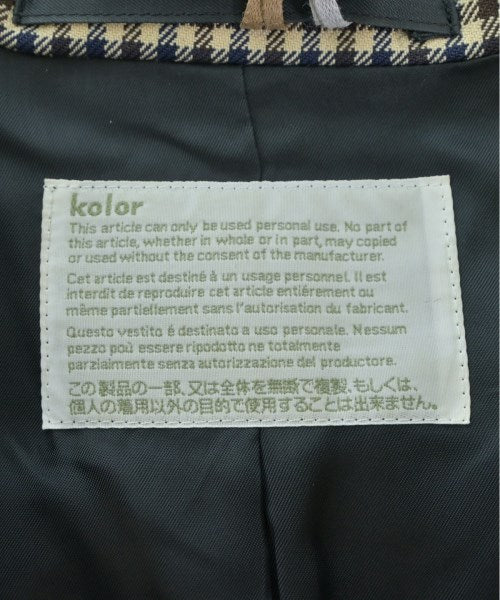 kolor
This article can only be used personal use. No part of
this article, whether in whole or in part, may copied
or used without the consent of the manufacturer.
Cet article est destiné à un usage personnel. Il est
interdit de reproduire cet article entiérement ou
même partiellement sans l'autorisation du fabricant.
Questo vestito é destinato a uso personale. Nessum
pezzo poù essere ripodotto ne totalmente
parzialmente senza autorizzazione del productore.
この製品の一部、又は全体を無断で複製、もしくは、
個人の着用以外の目的で使用することは出来ません。